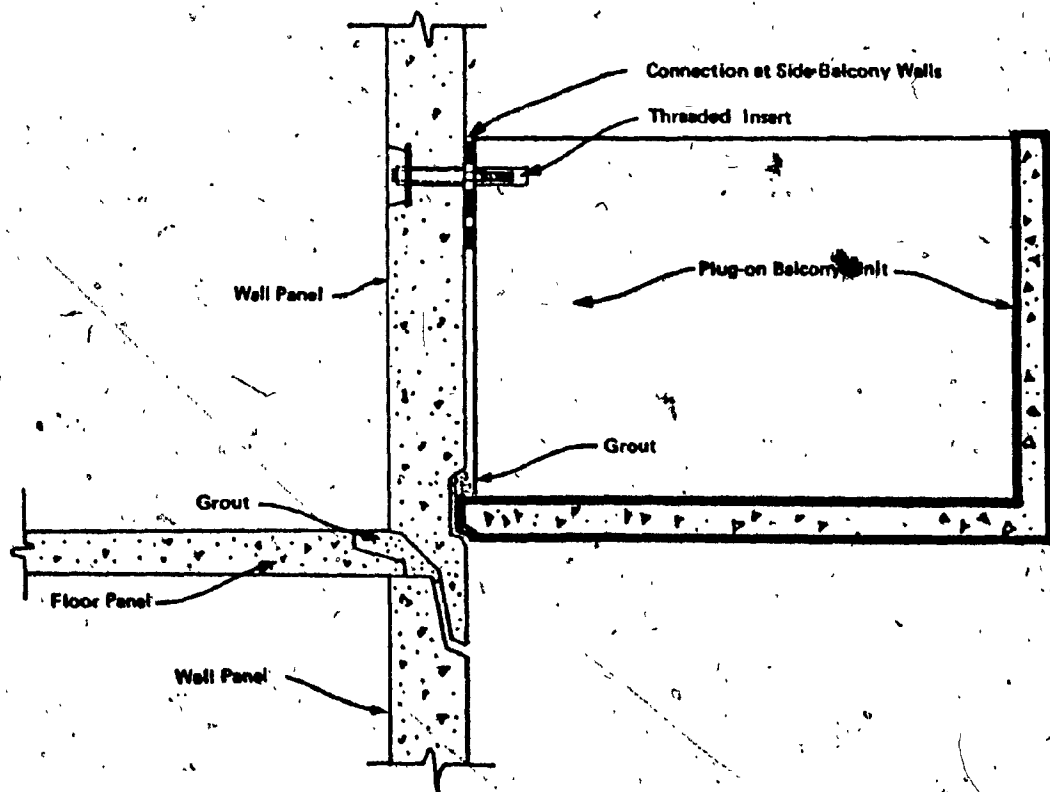 Connection at Side Balcony Walls
Threaded Insert
Plug-on Balcony Unit
Wall Panel
Grout
Grout
Floor Panel
Wall Panel